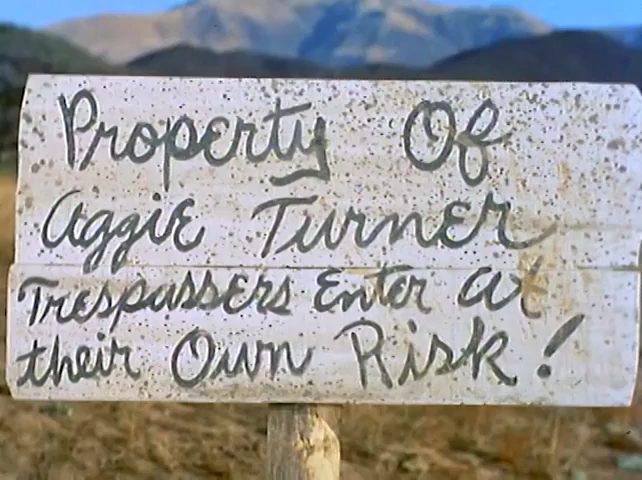 Property Of
Aggie Turner
Trespassers Enter at
their Own Risk!